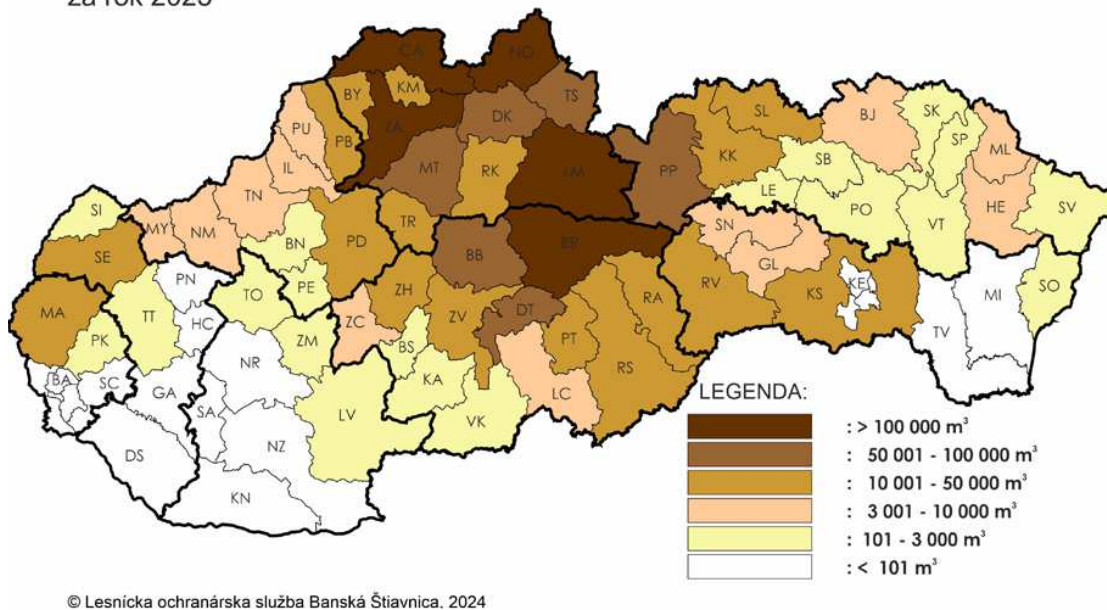 za rok 2023
CA
NO
BY
KM
TS
ZA
DK
SL
BJ
SK
PU
PB
SP
MT
RK
LM
PP
KK
SB
ML
IL
TN
LE
HE
SI
PO
VT
SV
MY
NM
TR
SN
BN
PD
BR
SE
BB
GL
PN
PE
TO
ZH
RV
KS
KE
MI
SO
MA
TT
HC
ZC
ZV
DT
RA
TV
PK
ZM
BS
PT
NR
KA
RS
BA
SC
GA
SA
LV
VK
LC
DS
NZ
KN
LEGENDA:
: > 100 000 m³
: 50 001 - 100 000 m³
: 10 001 - 50 000 m³
: 3 001 - 10 000 m³
: 101 - 3 000 m³
: < 101 m³
© Lesnícka ochranárska služba Banská Štiavnica, 2024